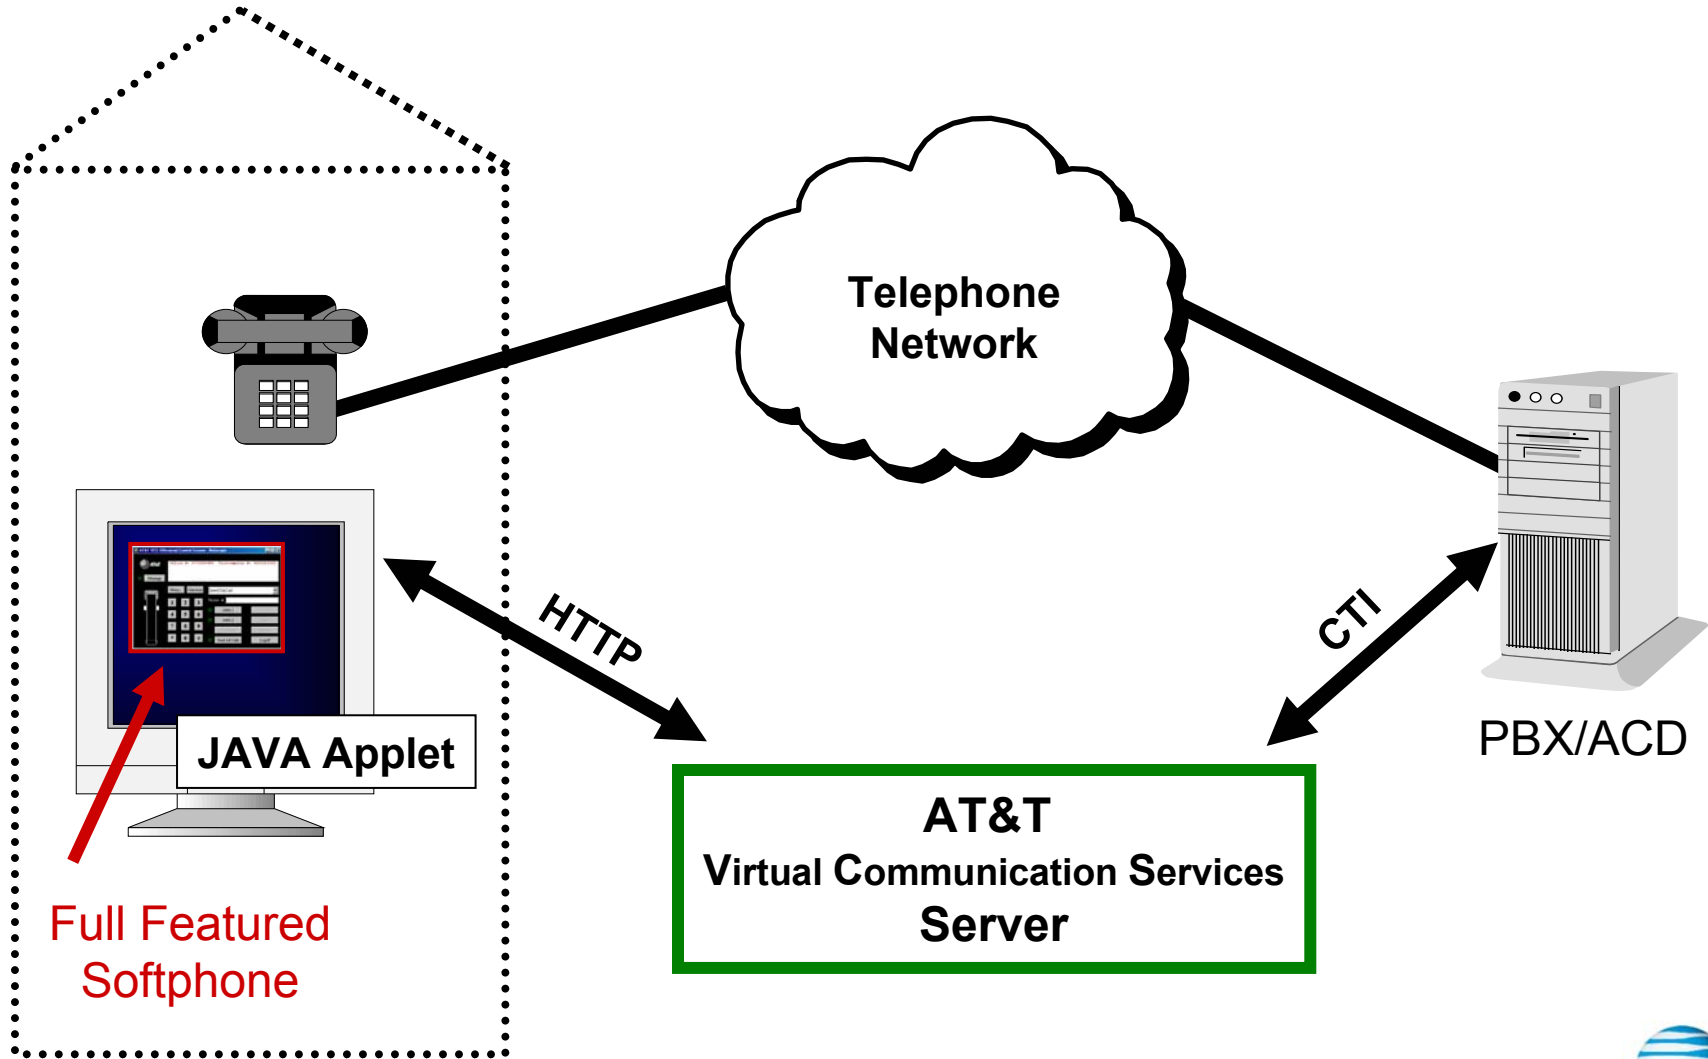 Telephone
Network
HTTP
CTI
JAVA Applet
PBX/ACD
AT&T
Virtual Communication Services
Server
Full Featured
Softphone